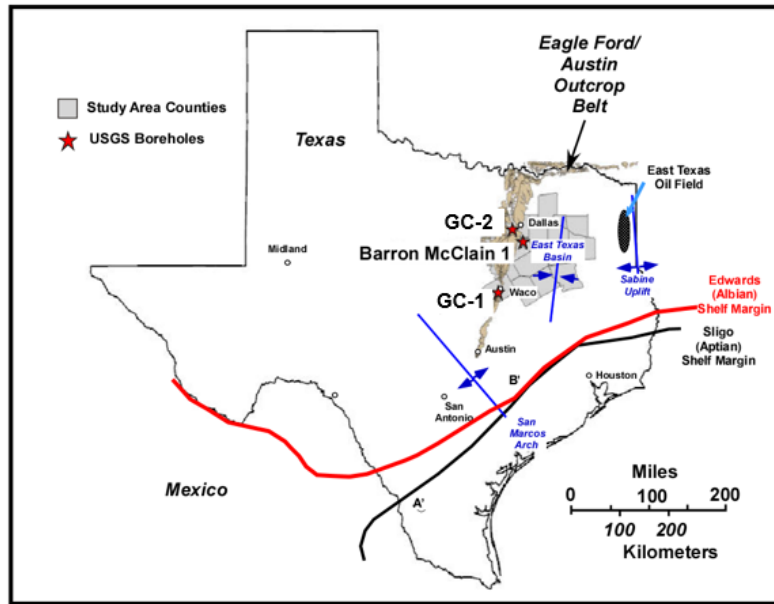 Eagle Ford/
Austin
Outcrop
Belt
Study Area Counties
USGS Boreholes
Texas
East Texas
Oil Field
GC-2
Dallas
Barron McClain 1
East Texas
Basin
Midland
Sabine
Uplift
GC-1
Waco
Edwards
(Albian)
Shelf Margin
Sligo
(Aptian)
Shelf Margin
Austin
B'
Houston
San
Antonio
San
Marcos
Arch
Mexico
A'
Miles
0 100 200
100 200
Kilometers